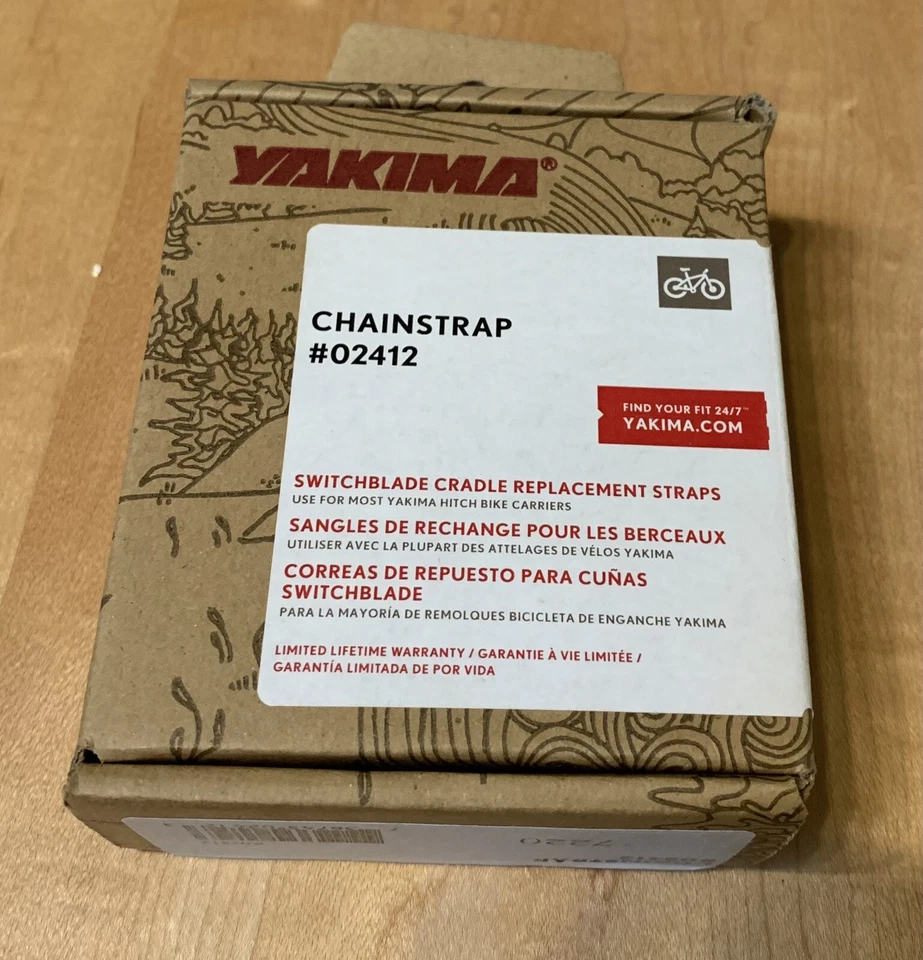 YAKIMA®
CHAINSTRAP
#02412
FIND YOUR FIT 24/7™
YAKIMA.COM
SWITCHBLADE CRADLE REPLACEMENT STRAPS
USE FOR MOST YAKIMA HITCH BIKE CARRIERS
SANGLES DE RECHANGE POUR LES BERCEAUX
UTILISER AVEC LA PLUPART DES ATTELAGES DE VÉLOS YAKIMA
CORREAS DE REPUESTO PARA CUÑAS
SWITCHBLADE
PARA LA MAYORÍA DE REMOLQUES BICICLETA DE ENGANCHE YAKIMA
LIMITED LIFETIME WARRANTY / GARANTIE À VIE LIMITÉE /
GARANTÍA LIMITADA DE POR VIDA
CHAINSTRAP
#02412